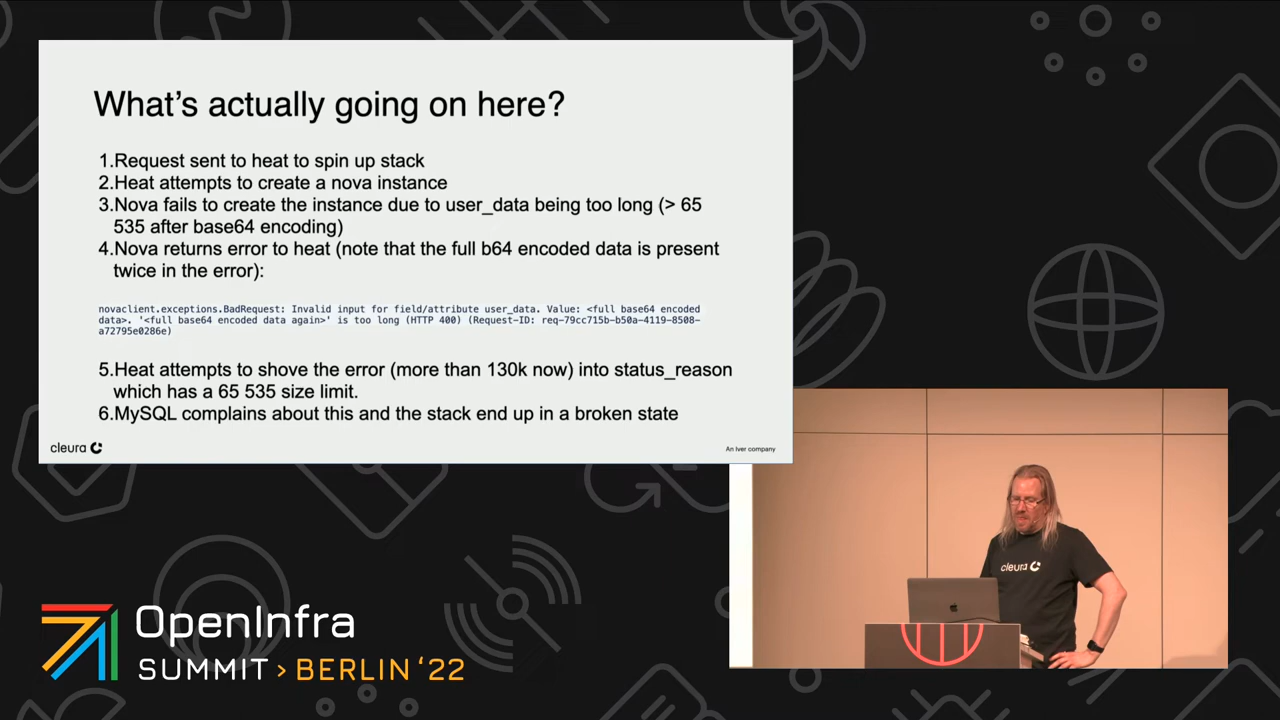 What's actually going on here?
1.Request sent to heat to spin up stack
2.Heat attempts to create a nova instance
3.Nova fails to create the instance due to user_data being too long (> 65
535 after base64 encoding)
4.Nova returns error to heat (note that the full b64 encoded data is present
twice in the error):
novaclient.exceptions.BadRequest: Invalid input for field/attribute user_data. Value: <full base64 encoded
data>. '<full base64 encoded data again>' is too long (HTTP 400) (Request-ID: req-79cc715b-b50a-4119-8508-
a72795e0286e)
5.Heat attempts to shove the error (more than 130k now) into status_reason
which has a 65 535 size limit.
6.MySQL complains about this and the stack end up in a broken state
cleura
An Iver company
cleura
OpenInfra
SUMMIT > BERLIN '22